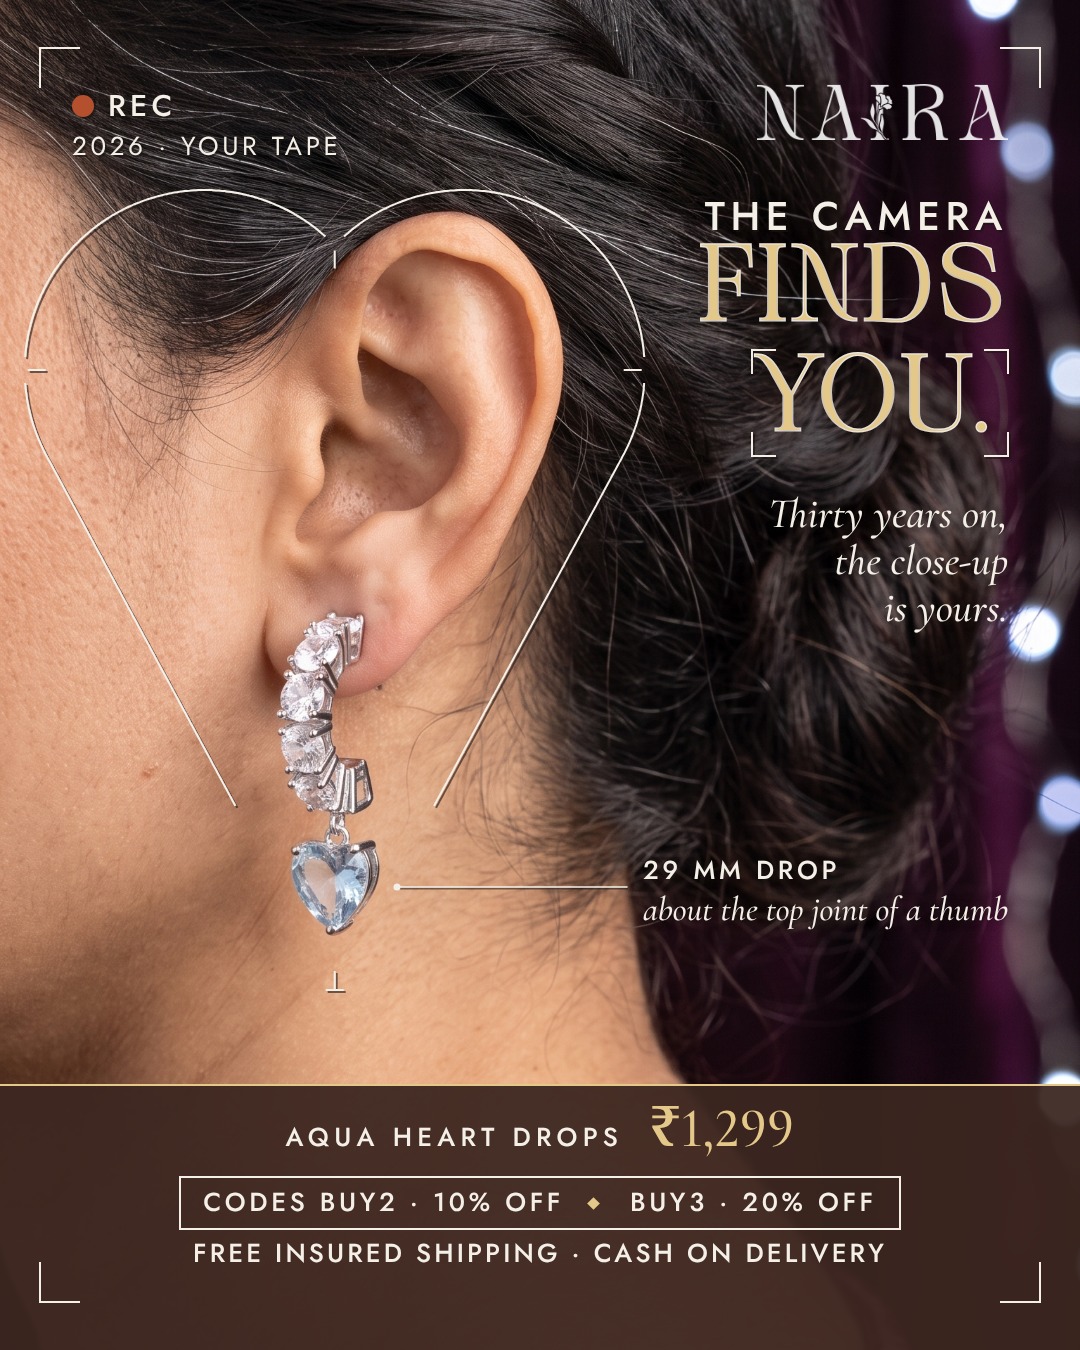 REC
2026 · YOUR TAPE
NAIRA
THE CAMERA
FINDS
YOU.
Thirty years on,
the close-up
is yours.
29 MM DROP
about the top joint of a thumb
AQUA HEART DROPS ₹1,299
CODES BUY2 · 10% OFF ◆ BUY3 · 20% OFF
FREE INSURED SHIPPING · CASH ON DELIVERY